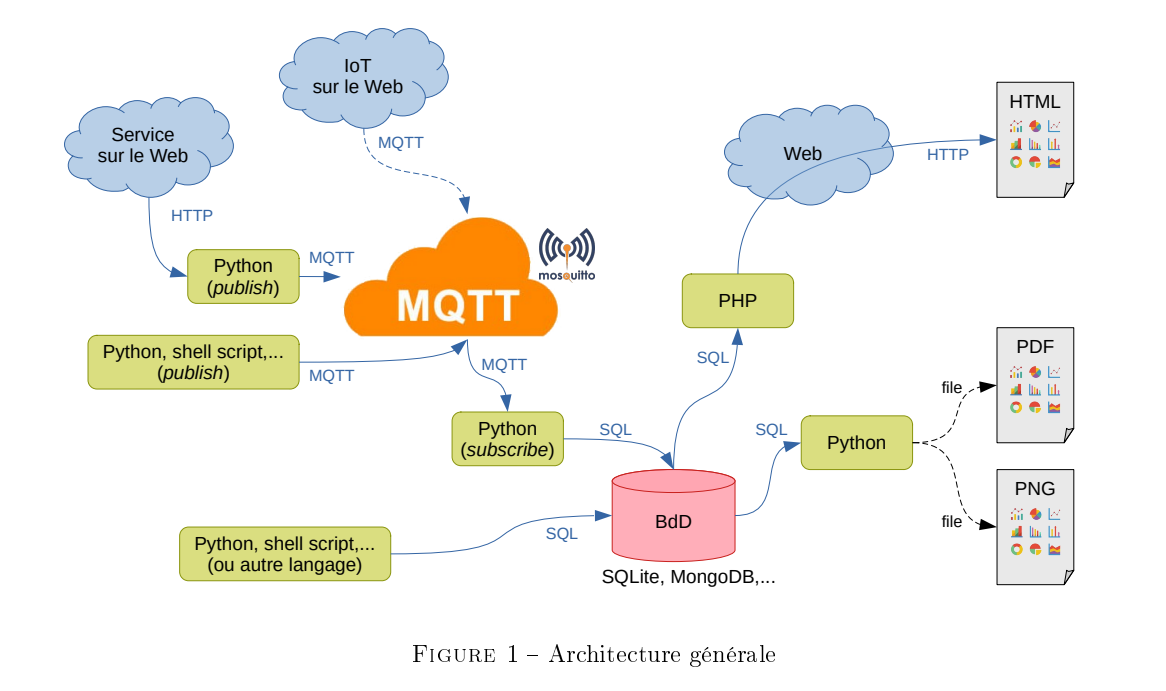 IoT
sur le Web
Service
sur le Web
MQTT
HTTP
Python
(publish)
MQTT
mosquitto
MQTT
Python, shell script,...
(publish)
MQTT
MQTT
Python
(subscribe)
SQL
Python, shell script,...
(ou autre langage)
SQL
BdD
SQLite, MongoDB,...
SQL
PHP
Web
HTTP
HTML
SQL
Python
file
PDF
file
PNG
FIGURE 1 – Architecture générale